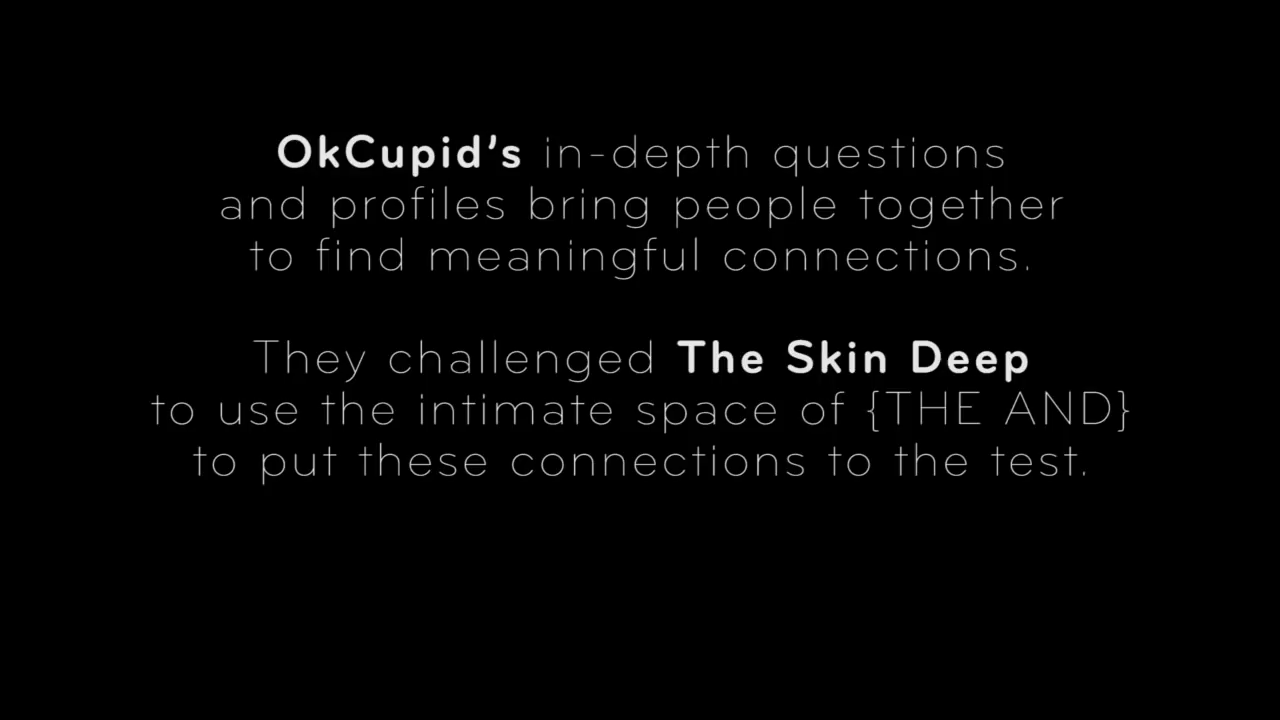 OkCupid's in-depth questions
and profiles bring people together
to find meaningful connections.
They challenged The Skin Deep
to use the intimate space of {THE AND}
to put these connections to the test.